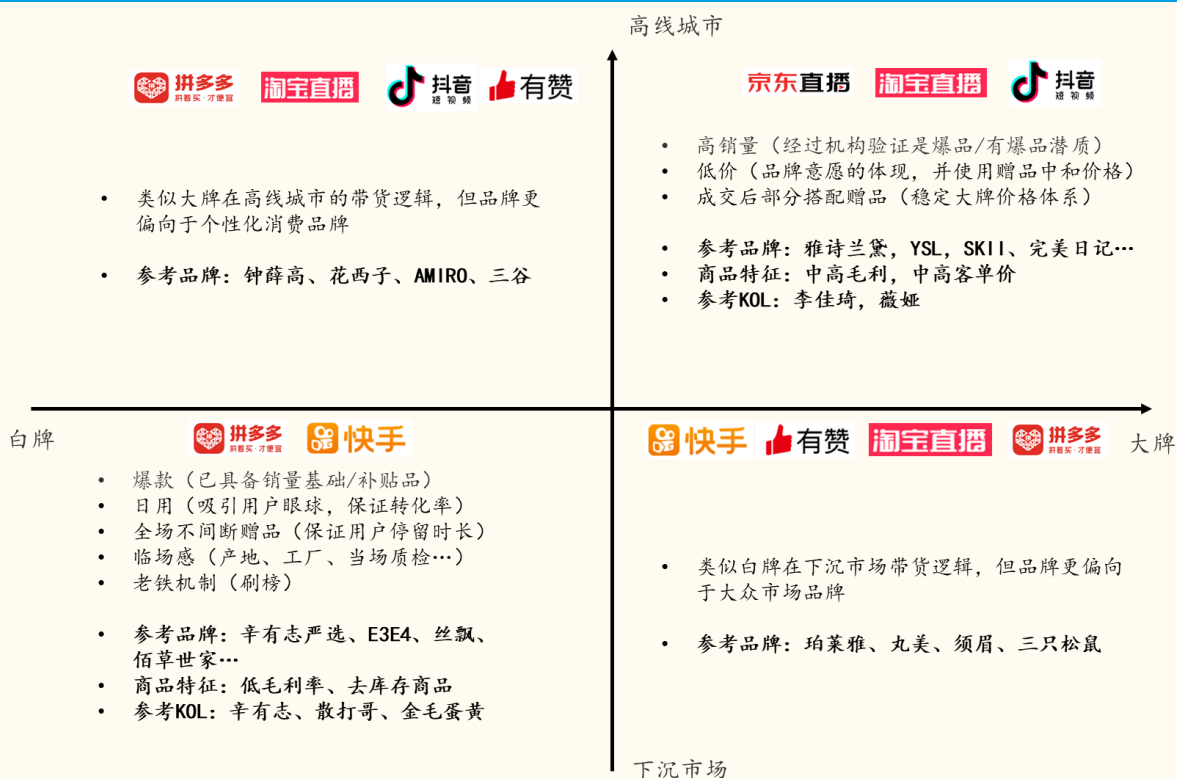 高线城市
拼多多
拼着买·才便宜
淘宝直播
抖音
短视频
有赞
• 类似大牌在高线城市的带货逻辑，但品牌更
偏向于个性化消费品牌
• 参考品牌：钟薛高、花西子、AMIRO、三谷
京东直播
淘宝直播
抖音
短视频
• 高销量（经过机构验证是爆品/有爆品潜质）
• 低价（品牌意愿的体现，并使用赠品中和价格）
• 成交后部分搭配赠品（稳定大牌价格体系）
• 参考品牌：雅诗兰黛，YSL，SKII、完美日记…
• 商品特征：中高毛利，中高客单价
• 参考KOL：李佳琦，薇娅
白牌
大牌
拼多多
拼着买·才便宜
快手
• 爆款（已具备销量基础/补贴品）
• 日用（吸引用户眼球，保证转化率）
• 全场不间断赠品（保证用户停留时长）
• 临场感（产地、工厂、当场质检…）
• 老铁机制（刷榜）
• 参考品牌：辛有志严选、E3E4、丝飘、
佰草世家…
• 商品特征：低毛利率、去库存商品
• 参考KOL：辛有志、散打哥、金毛蛋黄
快手
有赞
淘宝直播
拼多多
拼着买·才便宜
• 类似白牌在下沉市场带货逻辑，但品牌更偏向
于大众市场品牌
• 参考品牌：珀莱雅、丸美、须眉、三只松鼠
下沉市场